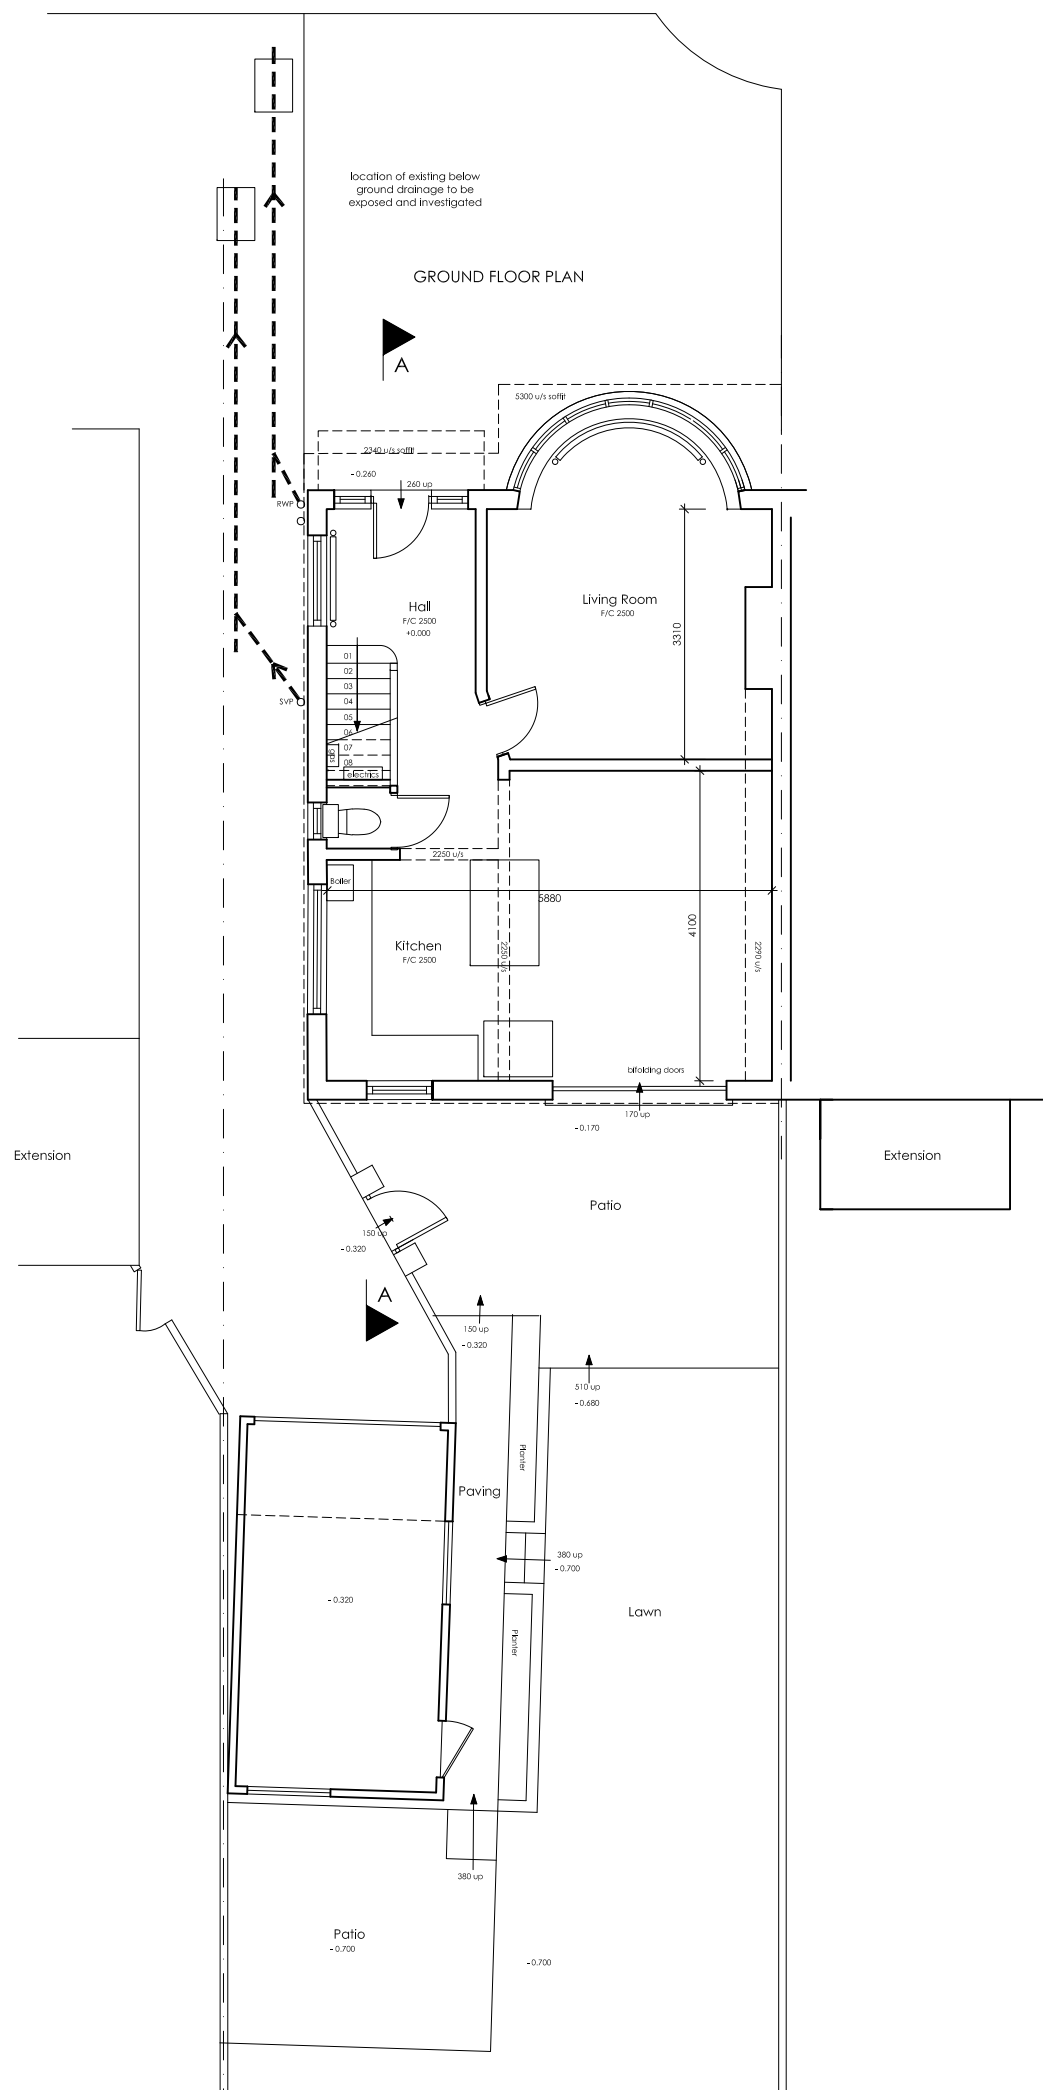 location of existing below
ground drainage to be
exposed and investigated
GROUND FLOOR PLAN
A
5300 u/s soffit
2340 u/s soffit
-0.260
260 up
RWP
Hall
F/C 2500
+0.000
Living Room
F/C 2500
3310
01
02
03
04
05
06
07
08
SVP
gas
electrics
2250 u/s
Boiler
5880
4100
Kitchen
F/C 2500
2250 u/s
2290 u/s
bifolding doors
170 up
-0.170
Extension
Extension
Patio
150 up
-0.320
A
150 up
-0.320
510 up
-0.680
Planter
Paving
380 up
-0.700
-0.320
Lawn
Planter
380 up
Patio
-0.700
-0.700